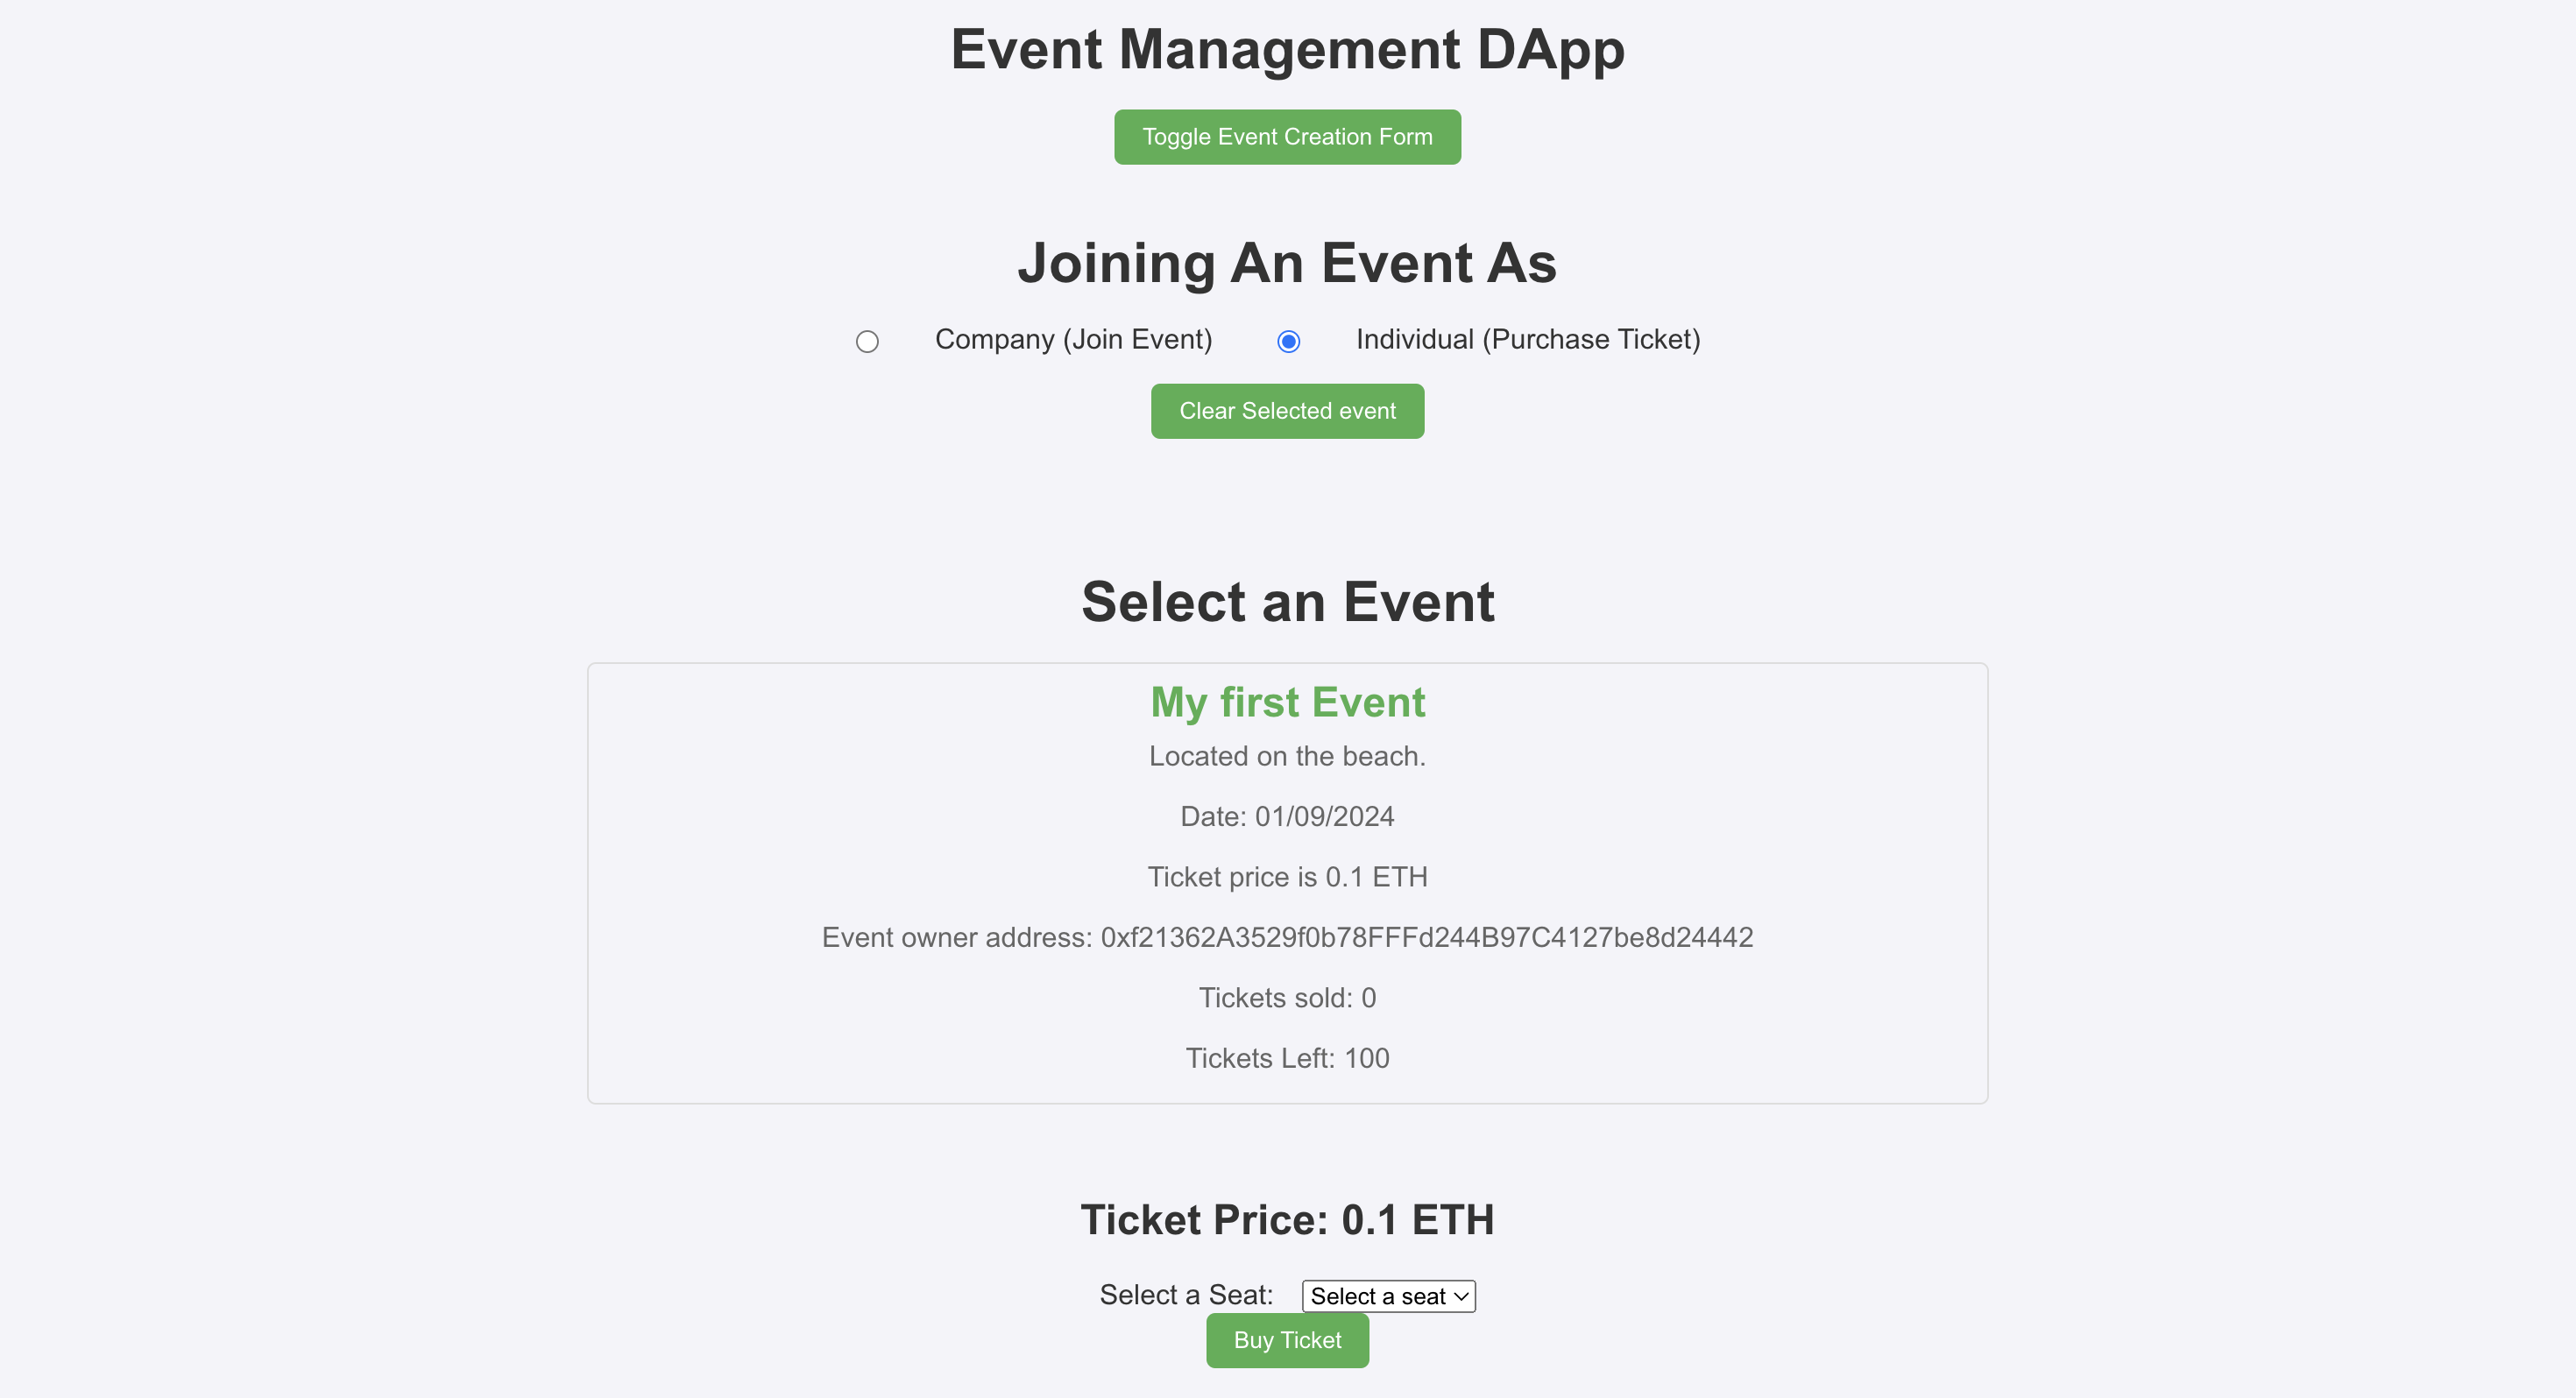 Event Management DApp
Toggle Event Creation Form
Joining An Event As
Company (Join Event) Individual (Purchase Ticket)
Clear Selected event
Select an Event
My first Event
Located on the beach.
Date: 01/09/2024
Ticket price is 0.1 ETH
Event owner address: 0xf21362A3529f0b78FFFd244B97C4127be8d24442
Tickets sold: 0
Tickets Left: 100
Ticket Price: 0.1 ETH
Select a Seat: Select a seat
Buy Ticket